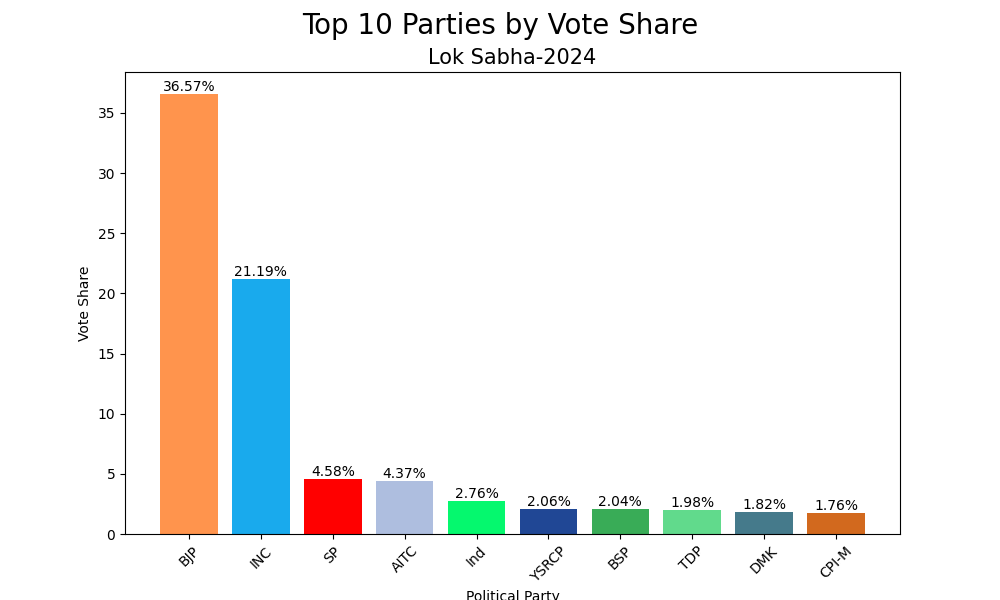 Top 10 Parties by Vote Share
Lok Sabha-2024
36.57%
21.19%
4.58%
4.37%
2.76%
2.06%
2.04%
1.98%
1.82%
1.76%
Vote Share
35
30
25
20
15
10
5
0
BJP
INC
SP
AITC
Ind
YSRCP
BSP
TDP
DMK
CPI-M
Political Party